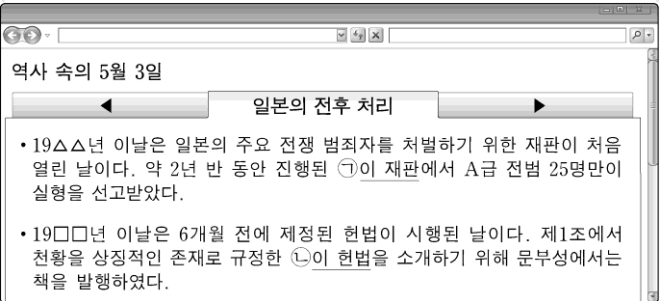 역사 속의 5월 3일
일본의 전후 처리
• 19△△년 이날은 일본의 주요 전쟁 범죄자를 처벌하기 위한 재판이 처음
열린 날이다. 약 2년 반 동안 진행된 ㉠이 재판에서 A급 전범 25명만이
실형을 선고받았다.
• 19□□년 이날은 6개월 전에 제정된 헌법이 시행된 날이다. 제1조에서
천황을 상징적인 존재로 규정한 ㉡이 헌법을 소개하기 위해 문부성에서는
책을 발행하였다.